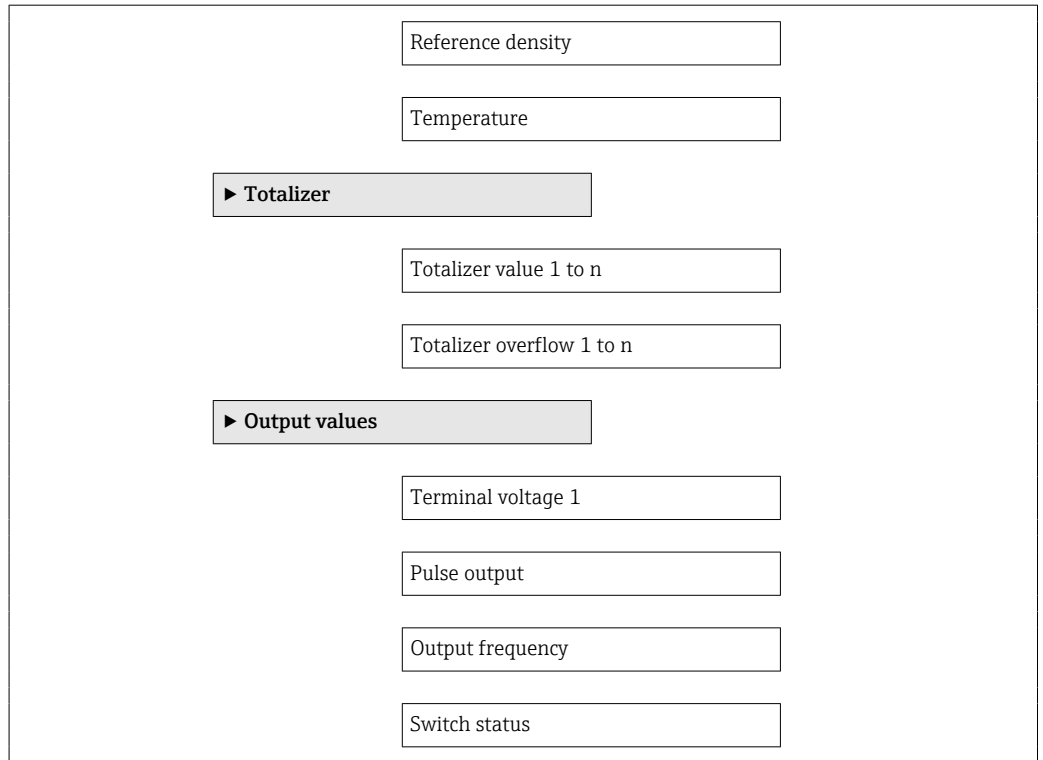 Reference density
Temperature
▶ Totalizer
Totalizer value 1 to n
Totalizer overflow 1 to n
▶ Output values
Terminal voltage 1
Pulse output
Output frequency
Switch status